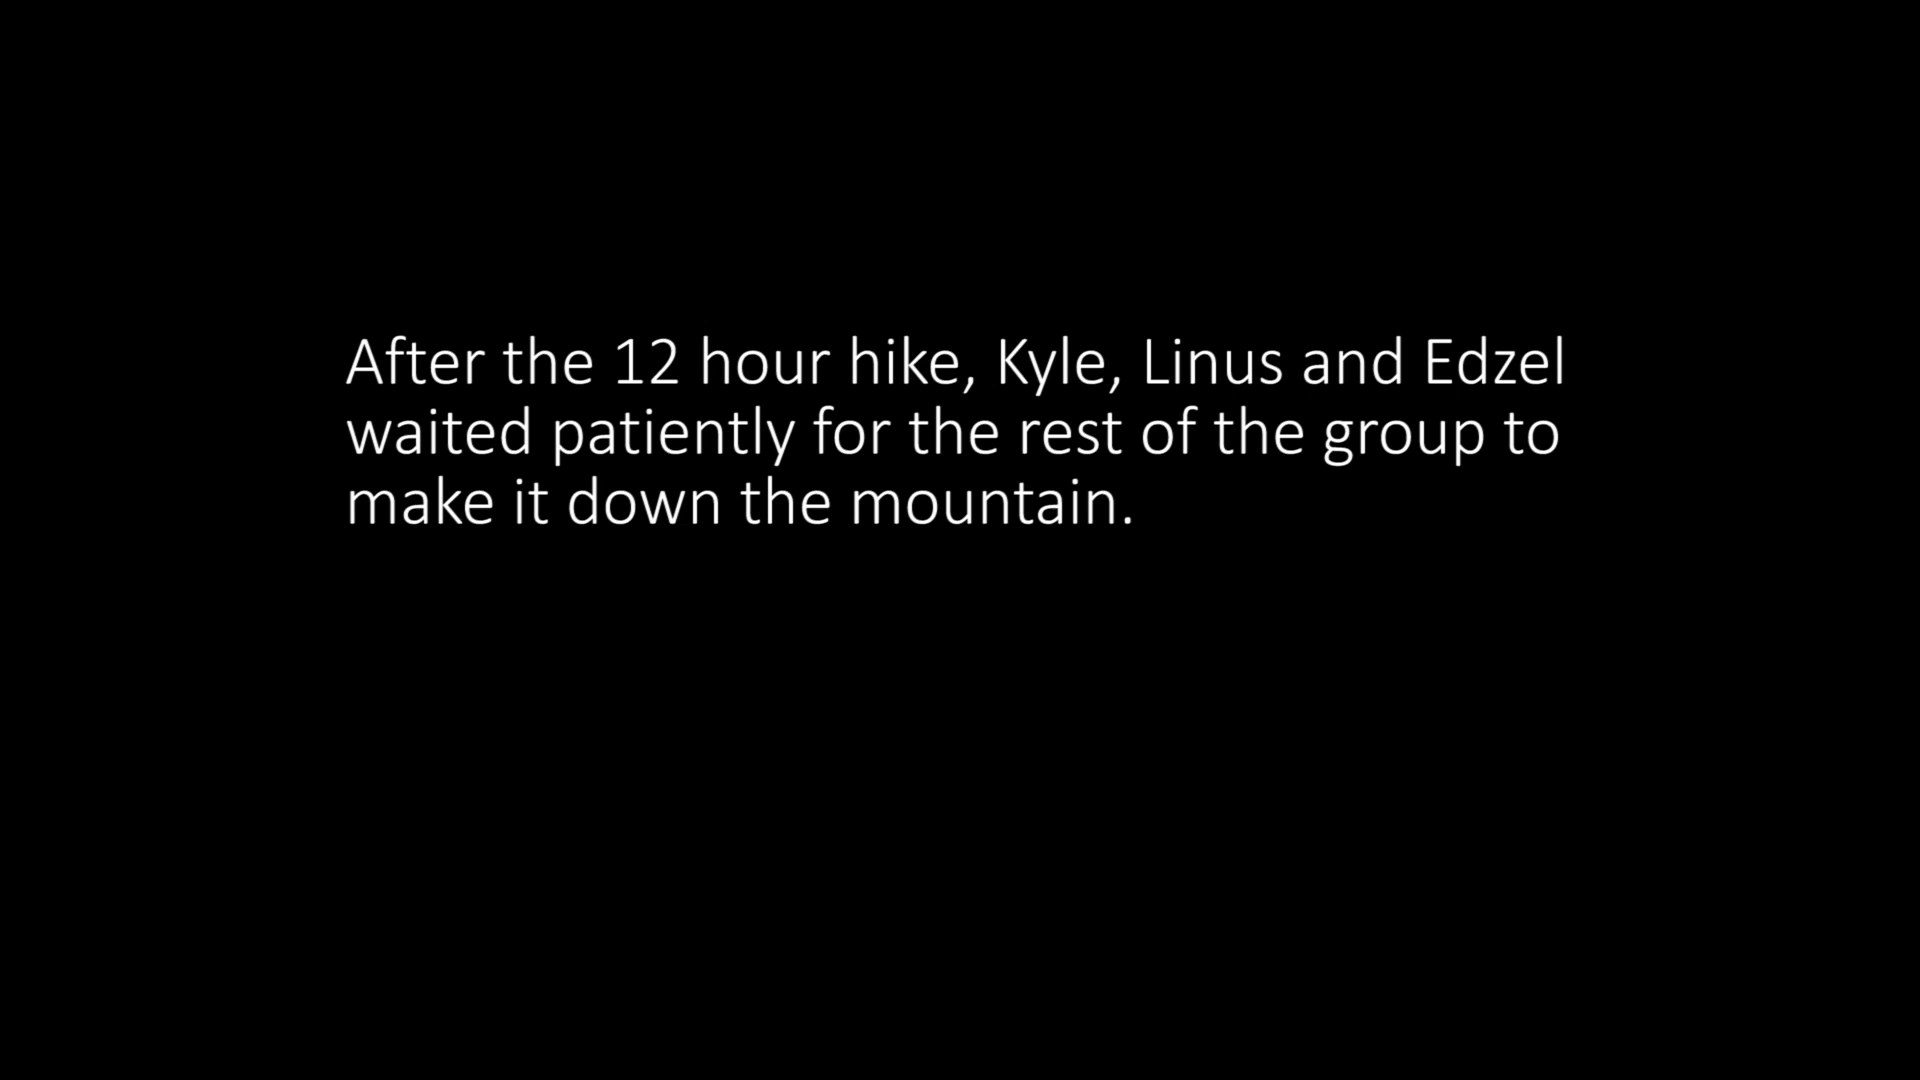 After the 12 hour hike, Kyle, Linus and Edzel
waited patiently for the rest of the group to
make it down the mountain.